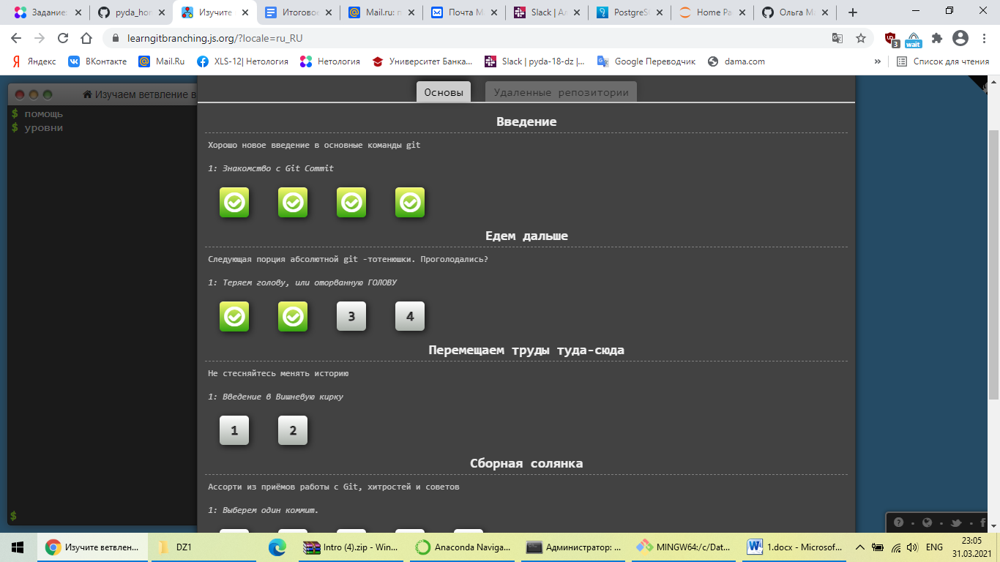 Задание:
pyda_hor
Изучите
Итоговое
Mail.ru: п
Почта M
Slack | Ал
PostgreS
Home Pa
Ольга М
learngitbranching.js.org/?locale=ru_RU
3
wait
Яндекс
ВКонтакте
Mail.Ru
XLS-12| Нетология
Нетология
Университет Банка...
Slack | pyda-18-dz |...
Google Переводчик
dama.com
»
Список для чтения
Изучаем ветвление в
$ помощь
$ уровни
$
Основы
Удаленные репозитории
Введение
Хорошо новое введение в основные команды git
1: Знакомство с Git Commit
Едем дальше
Следующая порция абсолютной git -тотенюшки. Проголодались?
1: Теряем голову, или оторванную ГОЛОВУ
3 4
Перемещаем труды туда-сюда
Не стесняйтесь менять историю
1: Введение в Вишневую кирку
1 2
Сборная солянка
Ассорти из приёмов работы с Git, хитростей и советов
1: Выберем один коммит.
Изучите ветвлен...
DZ1
Intro (4).zip - Win...
Anaconda Naviga...
Администратор: ...
MINGW64:/c/Dat...
1.docx - Microsof...
ENG
23:05
31.03.2021